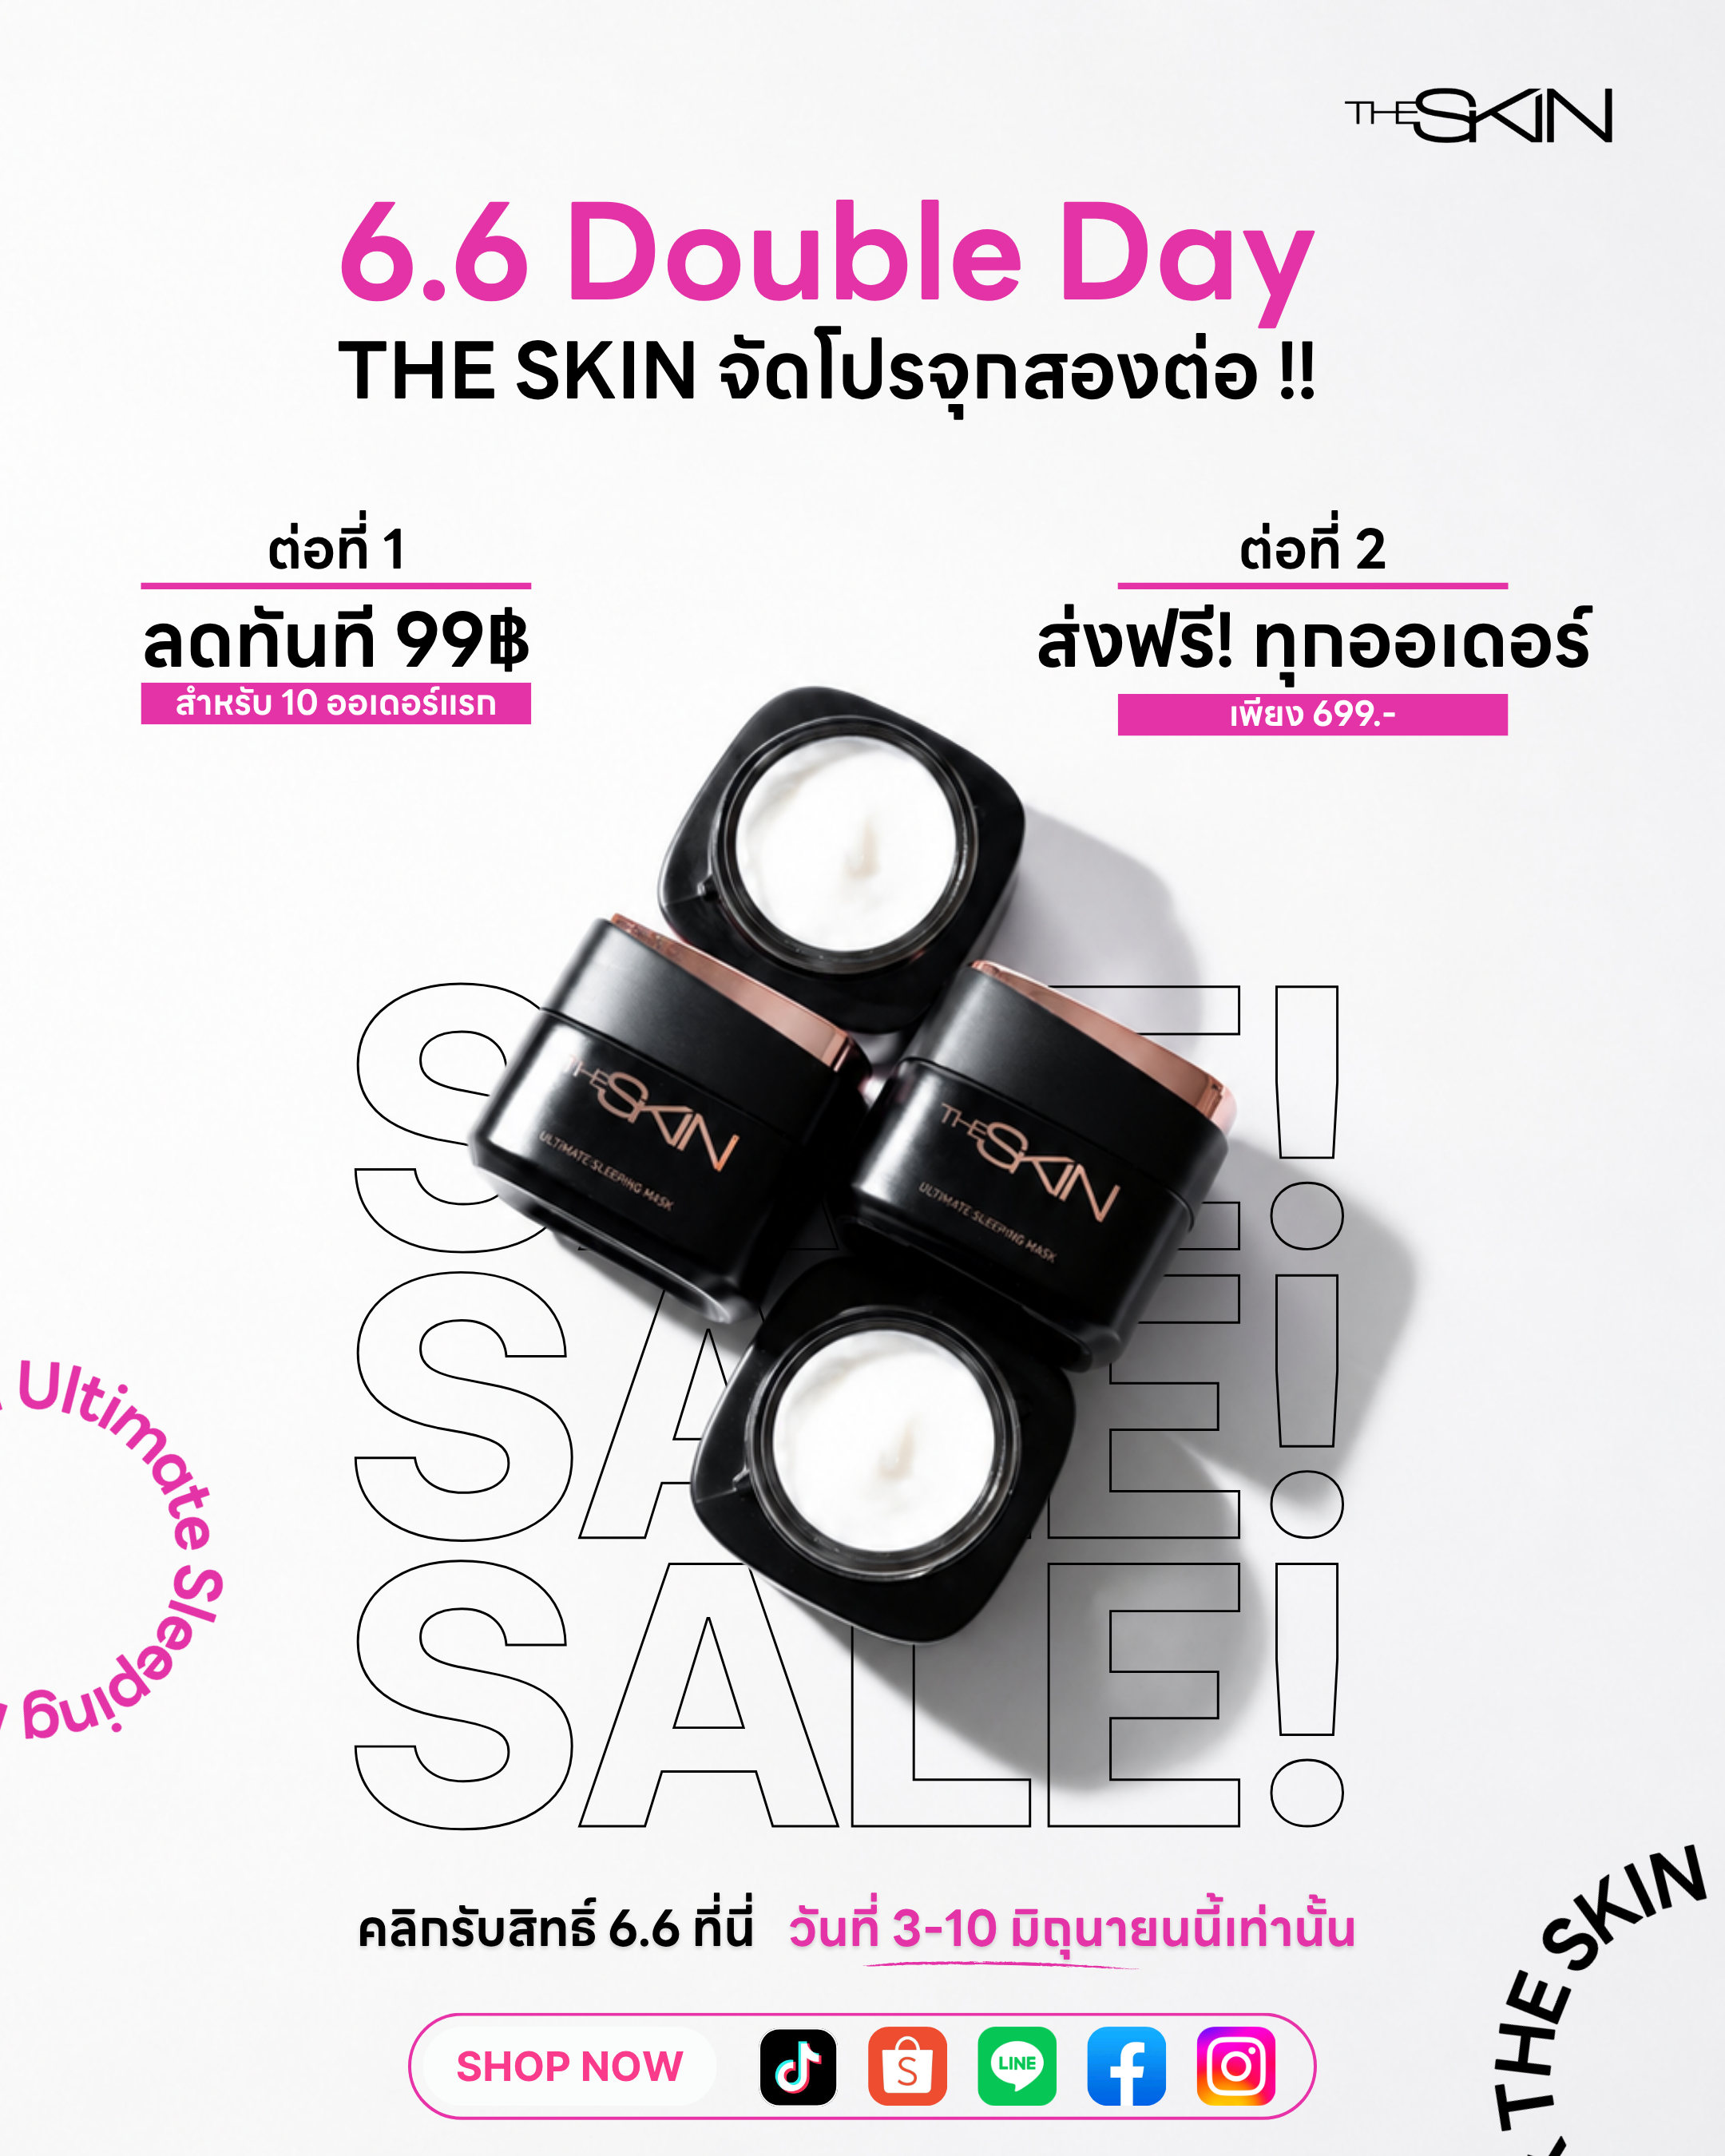 THE SKIN
6.6 Double Day
THE SKIN จัดโปรจุกสองต่อ !!
ต่อที่ 1
ลดทันที 99฿
สำหรับ 10 ออเดอร์แรก
ต่อที่ 2
ส่งฟรี! ทุกออเดอร์
เพียง 699.-
THE SKIN
ULTIMATE SLEEPING MASK
THE SKIN
ULTIMATE SLEEPING MASK
SALE!
SALE!
SALE!
Ultimate Sleeping
THE SKIN
คลิกรับสิทธิ์ 6.6 ที่นี่ วันที่ 3-10 มิถุนายนนี้เท่านั้น
SHOP NOW
S
LINE